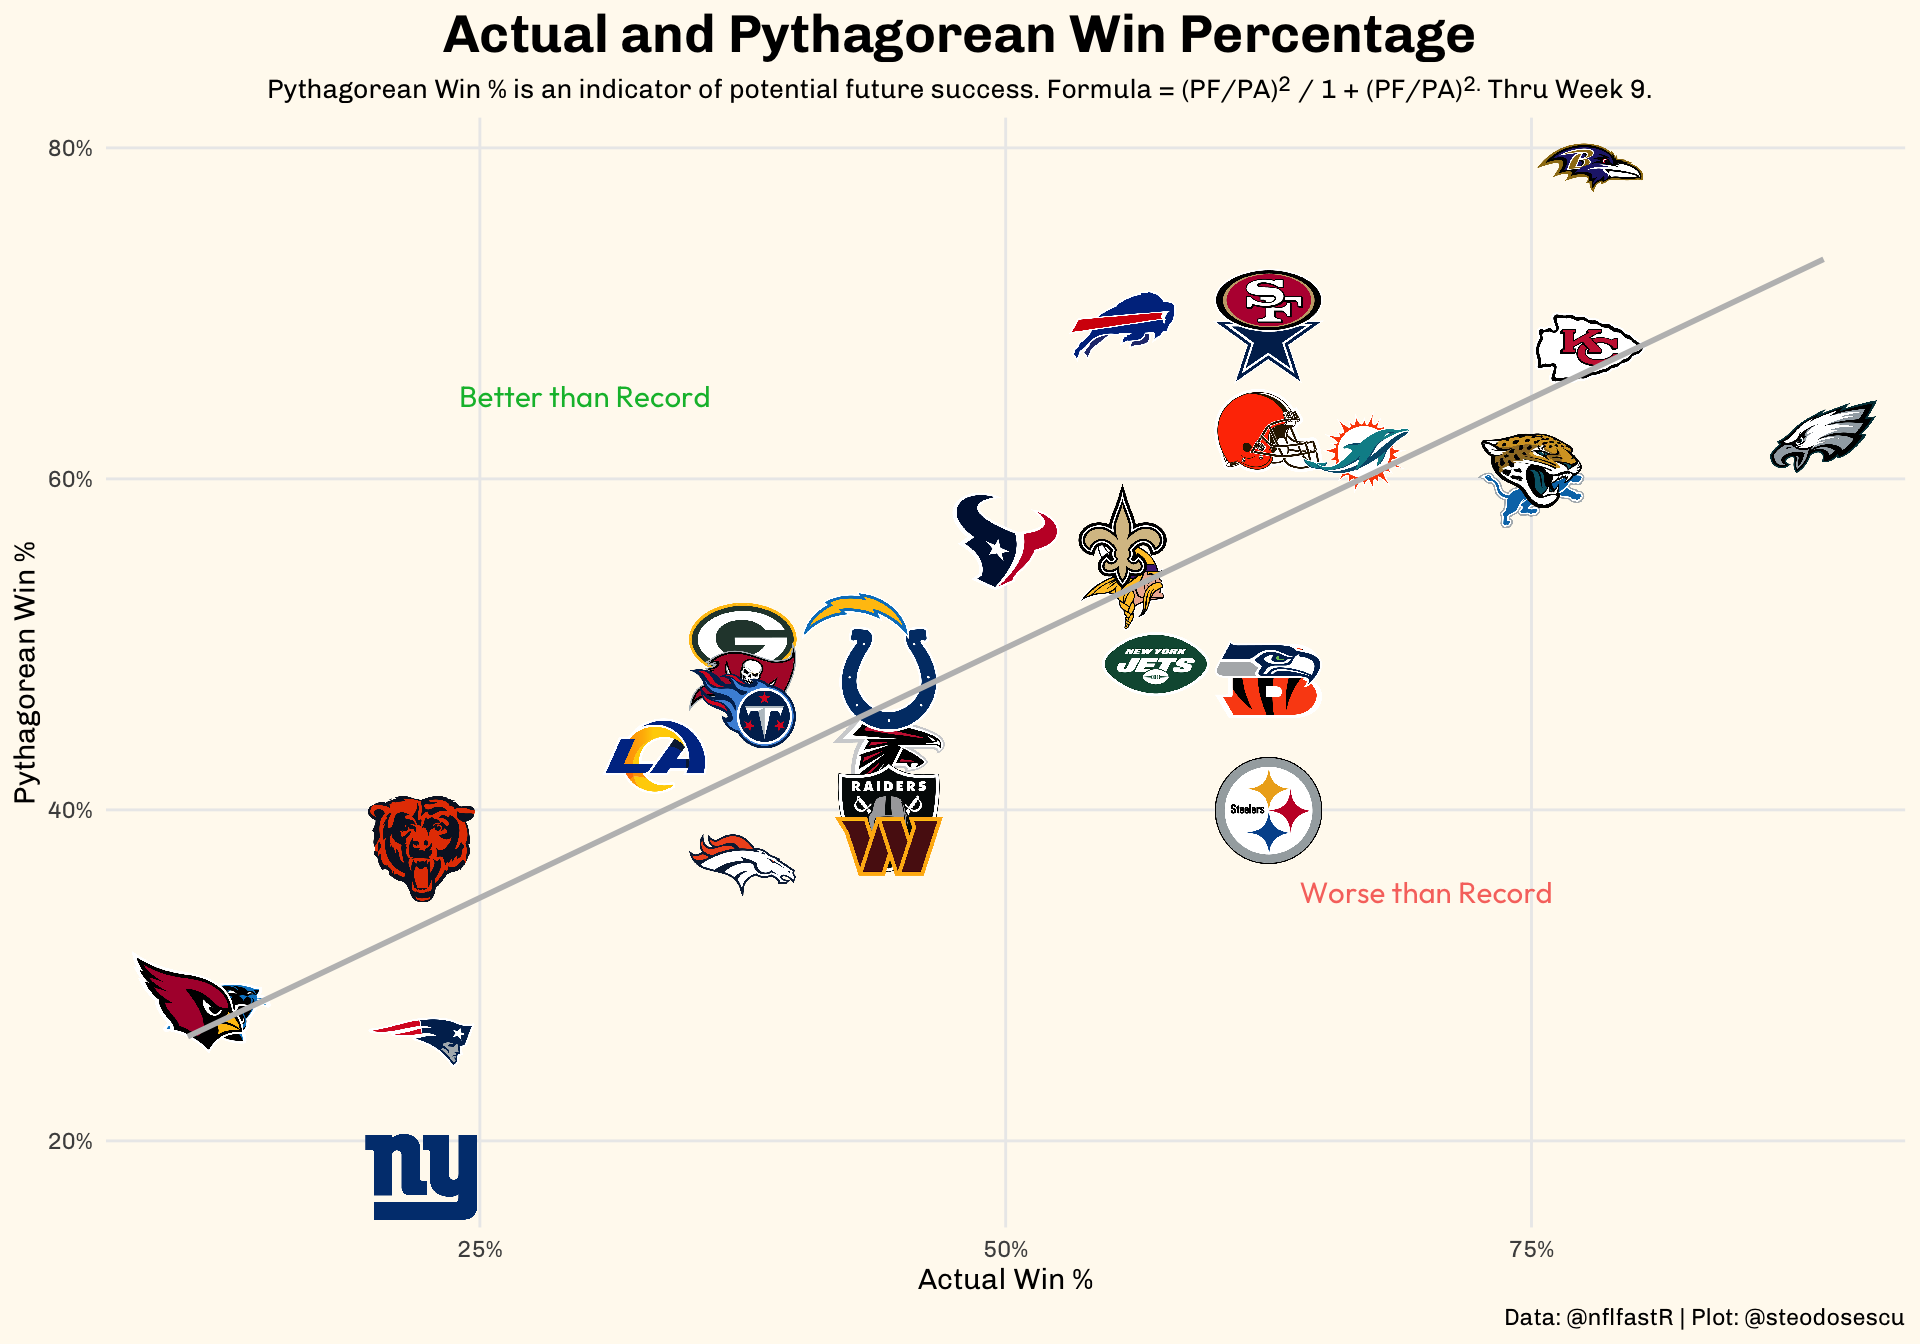 Actual and Pythagorean Win Percentage
Pythagorean Win % is an indicator of potential future success. Formula = (PF/PA)² / 1 + (PF/PA)²· Thru Week 9.
80%
60%
40%
20%
Pythagorean Win %
Better than Record
Worse than Record
B
SF
KC
NEW YORK
JETS
G
T
LA
RAIDERS
W
Steelers
ny
25%
50%
75%
Actual Win %
Data: @nflfastR | Plot: @steodosescu